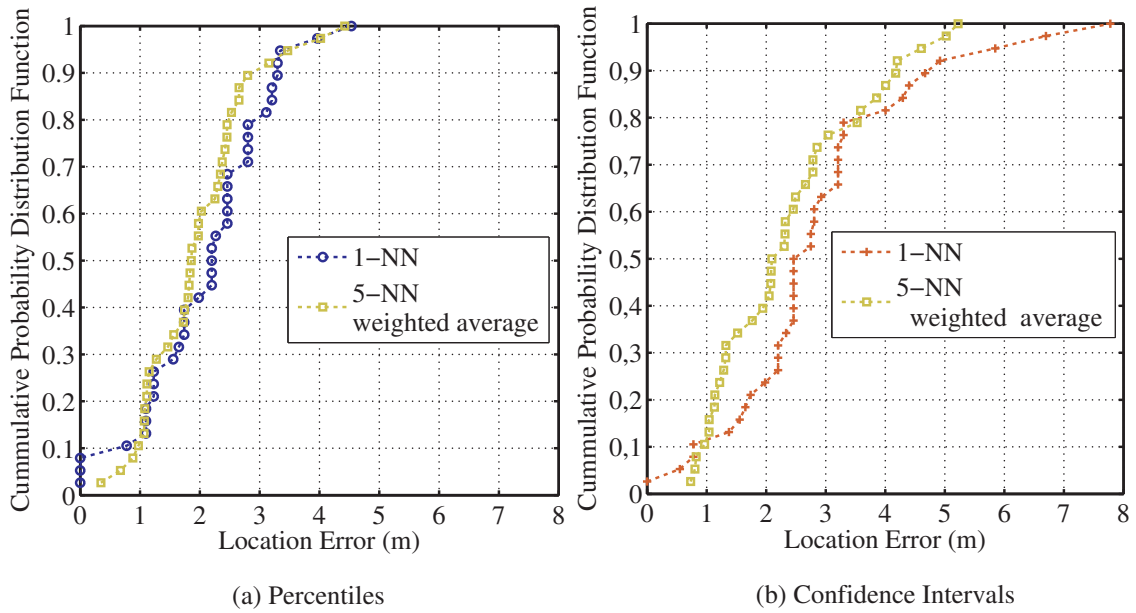 Cummulative Probability Distribution Function
1
0.9
0.8
0.7
0.6
0.5
0.4
0.3
0.2
0.1
0
0 1 2 3 4 5 6 7 8
Location Error (m)
1-NN
5-NN
weighted average
(a) Percentiles
Cummulative Probability Distribution Function
1
0,9
0,8
0,7
0,6
0,5
0,4
0,3
0,2
0,1
0
0 1 2 3 4 5 6 7 8
Location Error (m)
1-NN
5-NN
weighted average
(b) Confidence Intervals